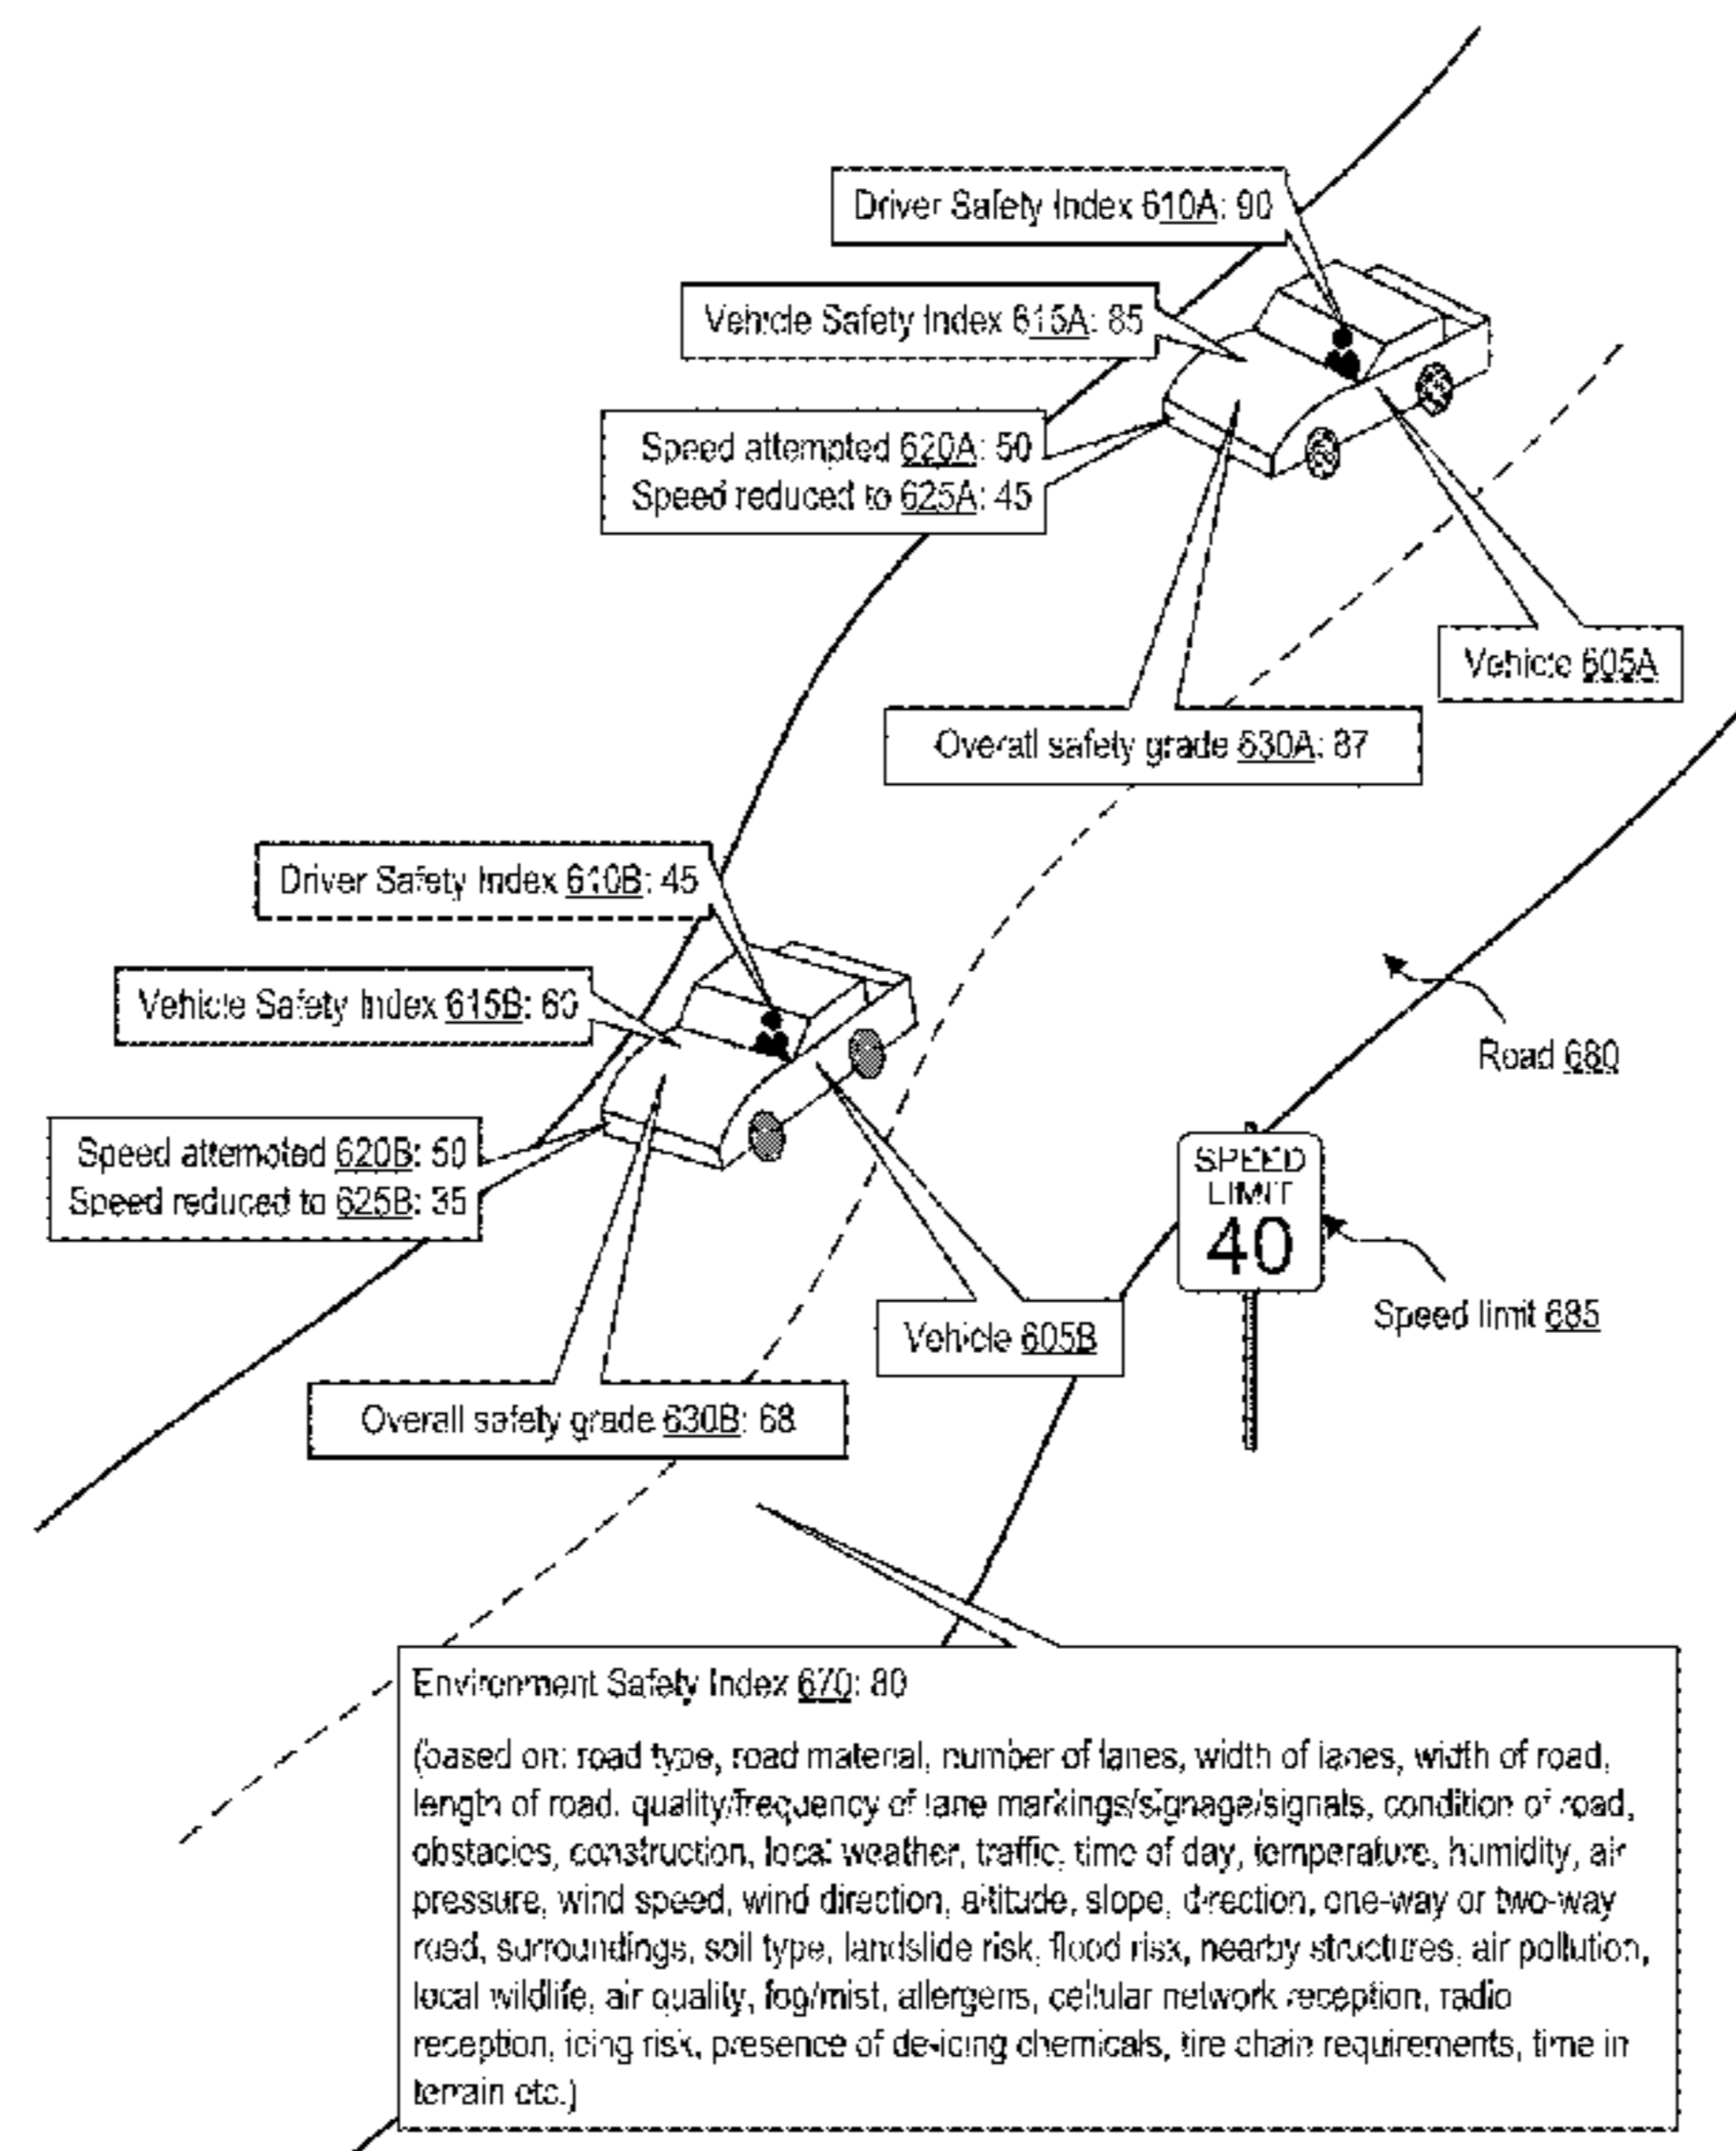 Driver Safety Index 610A: 90
Vehicle Safety Index 615A: 85
Speed attempted 620A: 50
Speed reduced to 625A: 45
Vehicle 605A
Overall safety grade 630A: 87
Driver Safety Index 610B: 45
Vehicle Safety Index 615B: 60
Road 680
Speed attempted 620B: 50
Speed reduced to 625B: 35
SPEED
LIMIT
40
Speed limit 685
Vehicle 605B
Overall safety grade 630B: 68
Environment Safety Index 670: 80
(based on: road type, road material, number of lanes, width of lanes, width of road,
length of road, quality/frequency of lane markings/signage/signals, condition of road,
obstacles, construction, local weather, traffic, time of day, temperature, humidity, air
pressure, wind speed, wind direction, altitude, slope, direction, one-way or two-way
road, surroundings, soil type, landslide risk, flood risk, nearby structures, air pollution,
local wildlife, air quality, fog/mist, allergens, cellular network reception, radio
reception, icing risk, presence of de-icing chemicals, tire chain requirements, time in
terrain etc.)